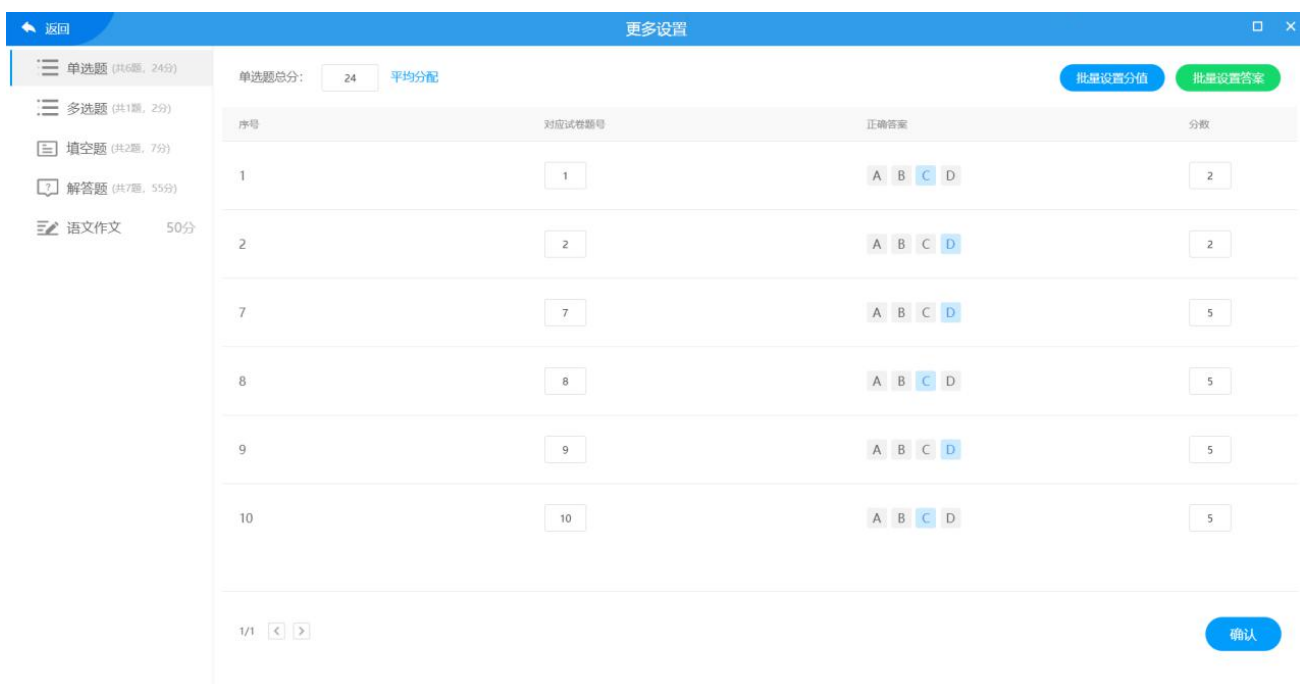 返回
更多设置
单选题 (共6题, 24分)
多选题 (共1题, 2分)
填空题 (共2题, 7分)
解答题 (共7题, 55分)
语文作文 50分
单选题总分： 24 平均分配 批量设置分值 批量设置答案
序号 对应试卷题号 正确答案 分数
1 1 A B C D 2
2 2 A B C D 2
7 7 A B C D 5
8 8 A B C D 5
9 9 A B C D 5
10 10 A B C D 5
1/1 < >
确认